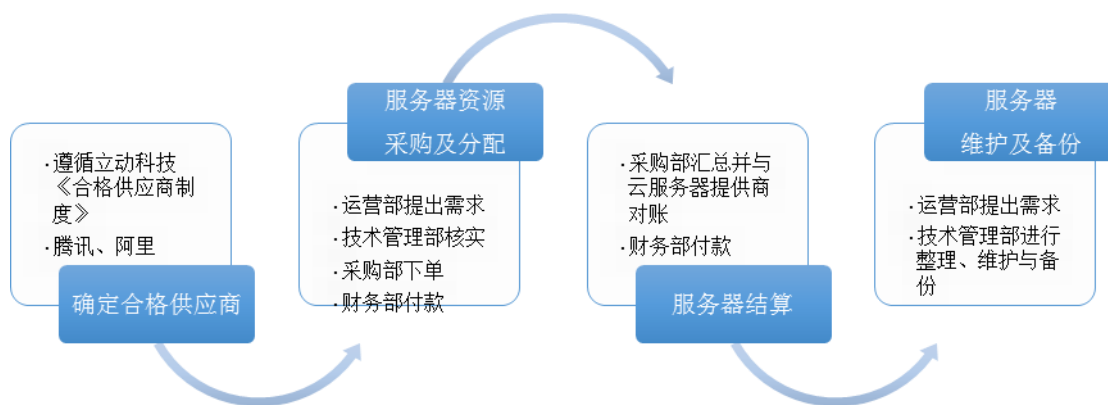 ·遵循立动科技
《合格供应商制
度》
·腾讯、阿里
确定合格供应商
服务器资源
采购及分配
·运营部提出需求
·技术管理部核实
·采购部下单
·财务部付款
·采购部汇总并与
云服务器提供商
对账
·财务部付款
服务器结算
服务器
维护及备份
·运营部提出需求
·技术管理部进行
整理、维护与备
份